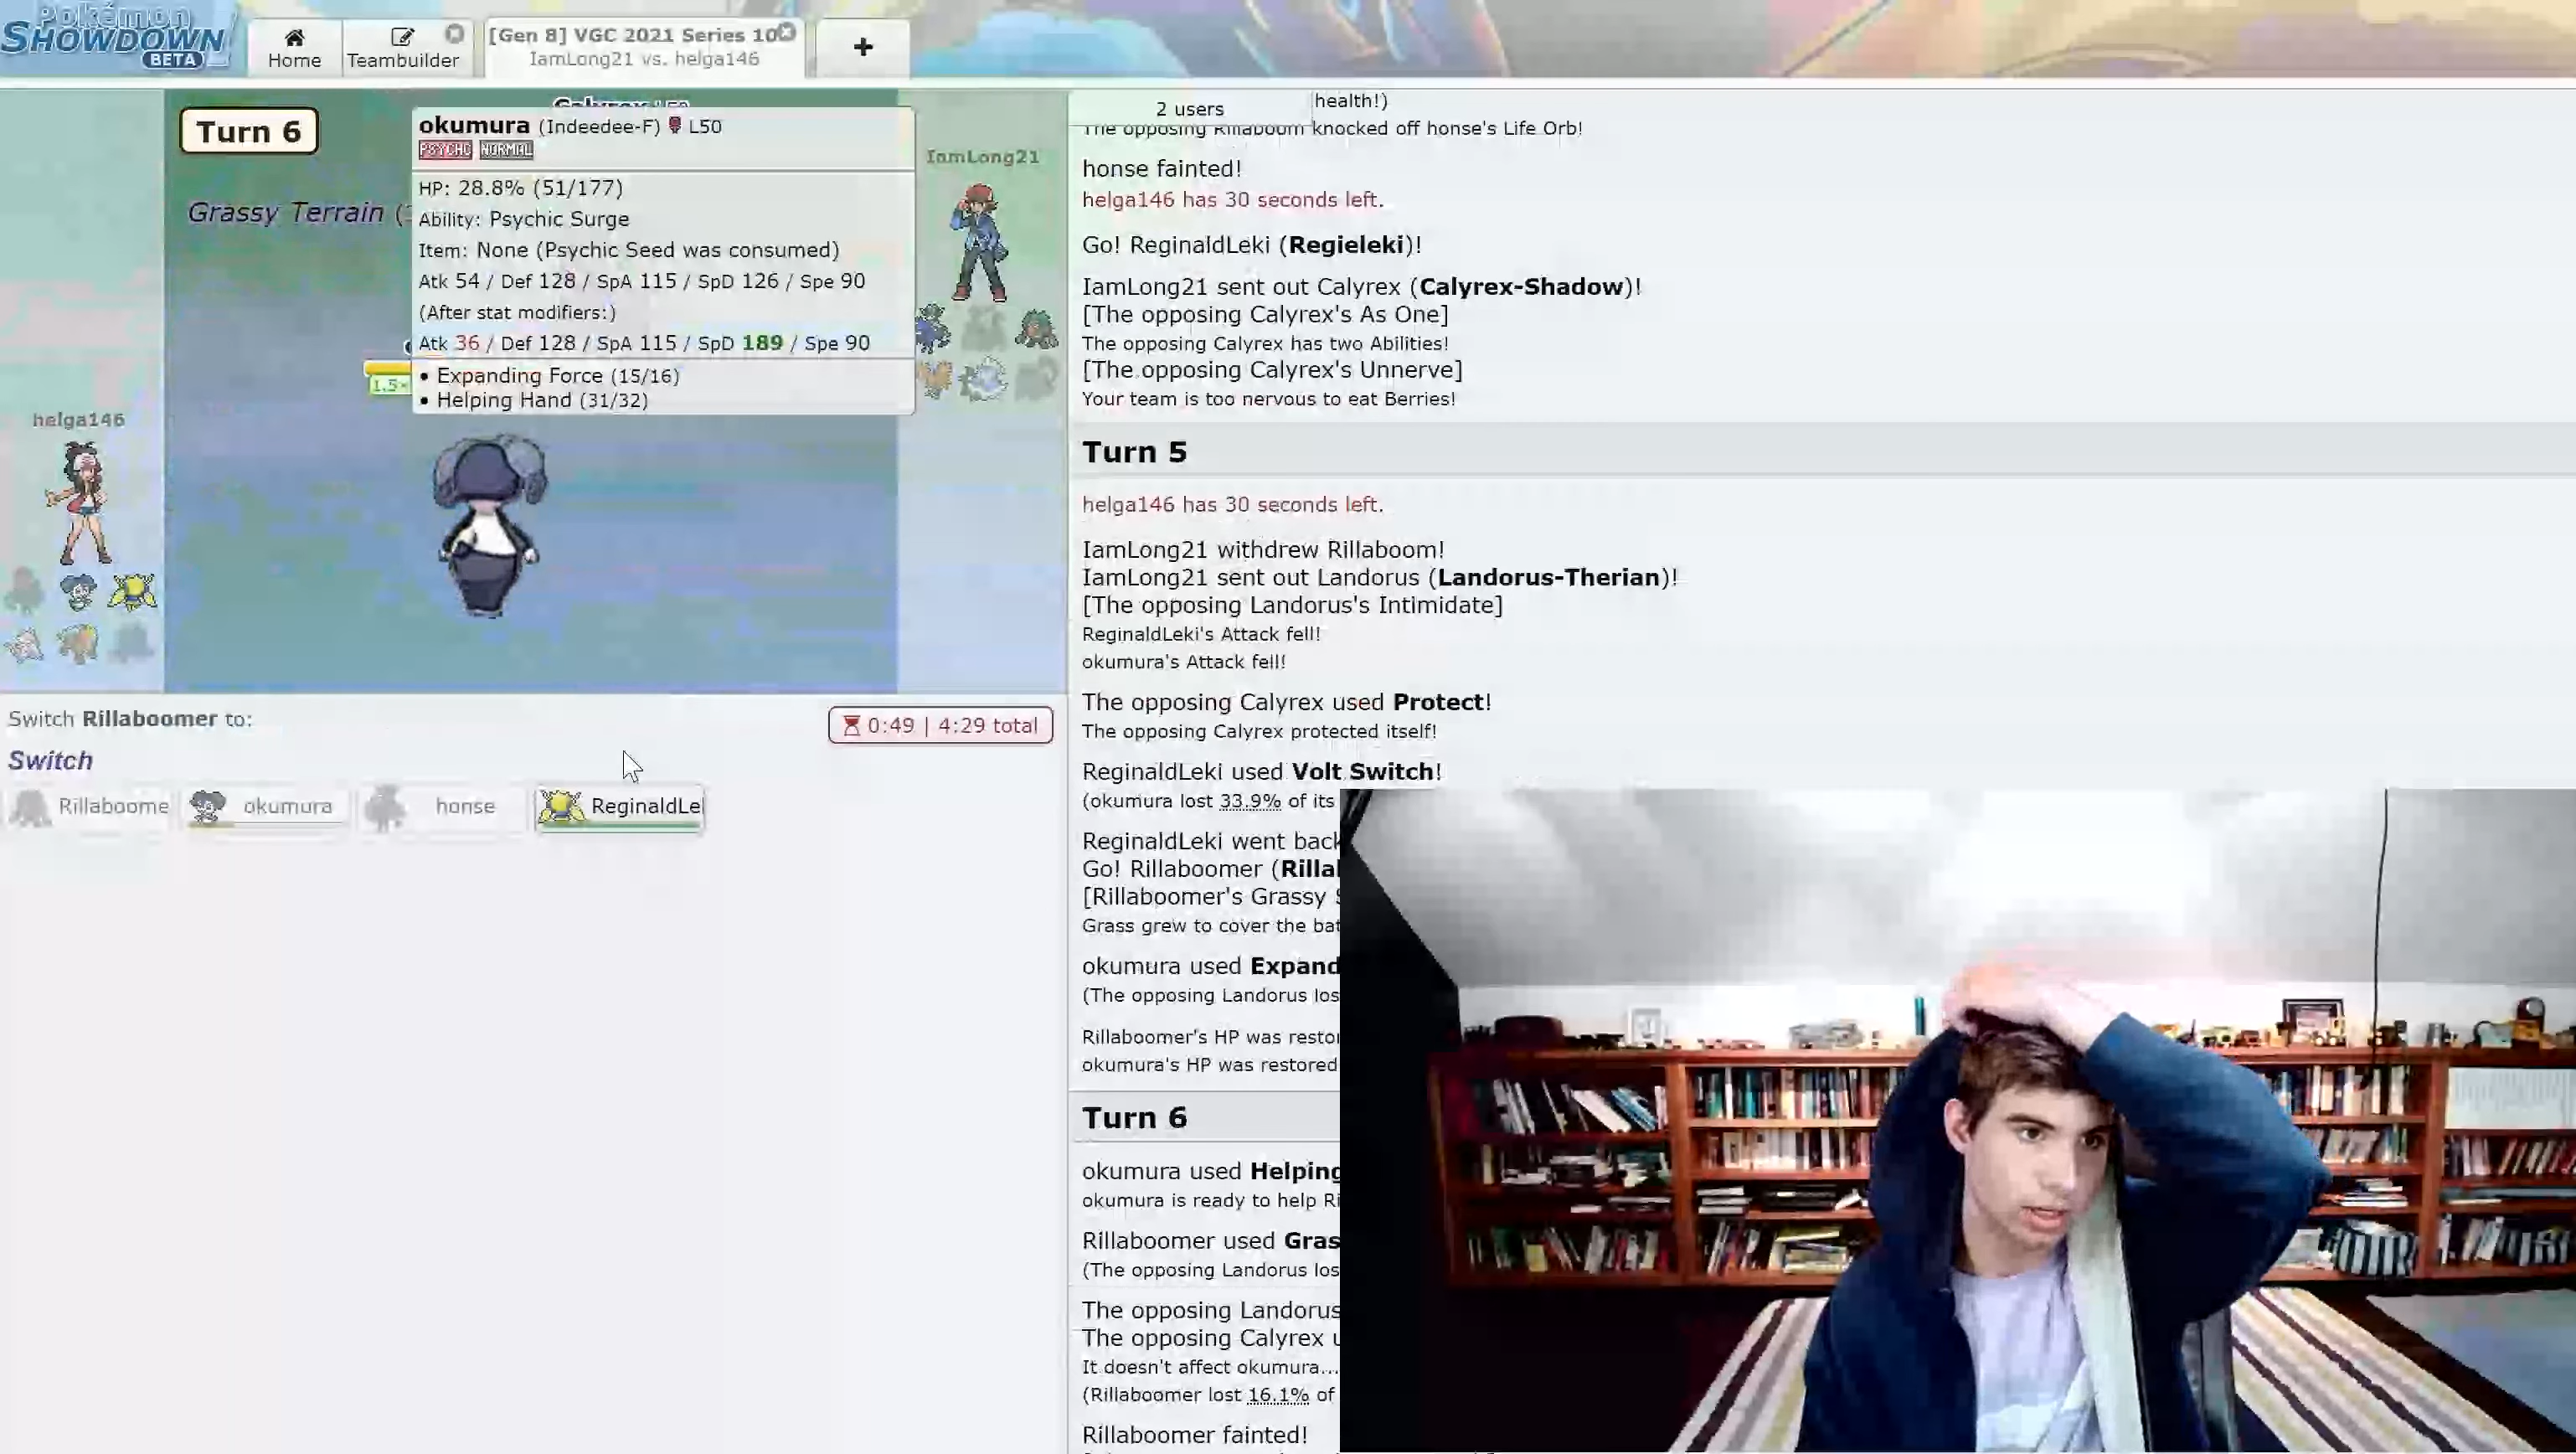 Pokémon
SHOWDOWN
BETA
Home
Teambuilder
[Gen 8] VGC 2021 Series 10
IamLong21 vs. helga146
+
Turn 6
Grassy Terrain
okumura (Indeedee-F) L50
PSYCHC NORMAL
HP: 28.8% (51/177)
Ability: Psychic Surge
Item: None (Psychic Seed was consumed)
Atk 54 / Def 128 / SpA 115 / SpD 126 / Spe 90
(After stat modifiers:)
Atk 36 / Def 128 / SpA 115 / SpD 189 / Spe 90
• Expanding Force (15/16)
• Helping Hand (31/32)
1.5×
IamLong21
helga146
Switch Rillaboomer to:
0:49 | 4:29 total
Switch
Rillaboome
okumura
honse
ReginaldLe
2 users
health!)
The opposing Rillaboom knocked off honse's Life Orb!
honse fainted!
helga146 has 30 seconds left.
Go! ReginaldLeki (Regieleki)!
IamLong21 sent out Calyrex (Calyrex-Shadow)!
[The opposing Calyrex's As One]
The opposing Calyrex has two Abilities!
[The opposing Calyrex's Unnerve]
Your team is too nervous to eat Berries!
Turn 5
helga146 has 30 seconds left.
IamLong21 withdrew Rillaboom!
IamLong21 sent out Landorus (Landorus-Therian)!
[The opposing Landorus's Intimidate]
ReginaldLeki's Attack fell!
okumura's Attack fell!
The opposing Calyrex used Protect!
The opposing Calyrex protected itself!
ReginaldLeki used Volt Switch!
(okumura lost 33.9% of its
ReginaldLeki went back
Go! Rillaboomer (Rilla
[Rillaboomer's Grassy S
Grass grew to cover the bat
okumura used Expand
(The opposing Landorus los
Rillaboomer's HP was resto
okumura's HP was restored
Turn 6
okumura used Helping
okumura is ready to help Ri
Rillaboomer used Gras
(The opposing Landorus los
The opposing Landorus
The opposing Calyrex u
It doesn't affect okumura...
(Rillaboomer lost 16.1% of
Rillaboomer fainted!